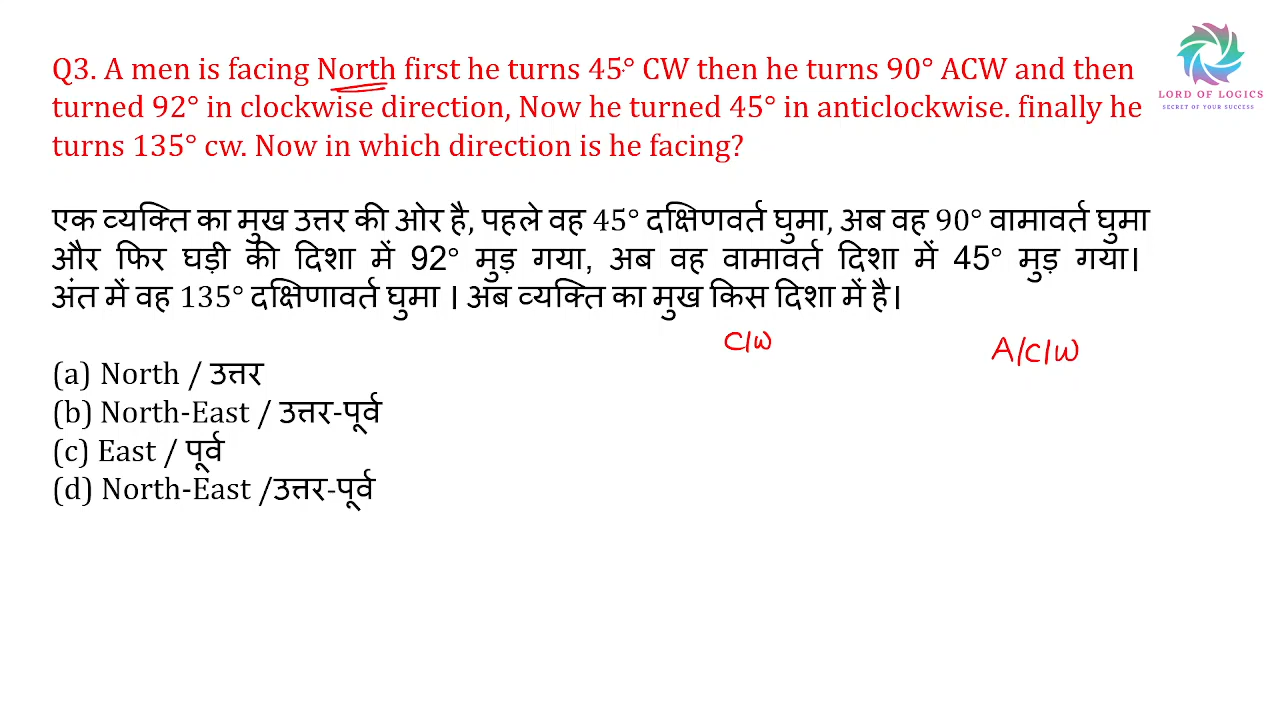 Q3. A men is facing North first he turns 45° CW then he turns 90° ACW and then
turned 92° in clockwise direction, Now he turned 45° in anticlockwise. finally he
turns 135° cw. Now in which direction is he facing?
LORD OF LOGICS
SECRET OF YOUR SUCCESS
एक व्यक्ति का मुख उत्तर की ओर है, पहले वह 45° दक्षिणवर्त घुमा, अब वह 90° वामावर्त घुमा
और फिर घड़ी की दिशा में 92° मुड़ गया, अब वह वामावर्त दिशा में 45° मुड़ गया।
अंत में वह 135° दक्षिणावर्त घुमा । अब व्यक्ति का मुख किस दिशा में है।
C/W
A/C/W
(a) North / उत्तर
(b) North-East / उत्तर-पूर्व
(c) East / पूर्व
(d) North-East /उत्तर-पूर्व